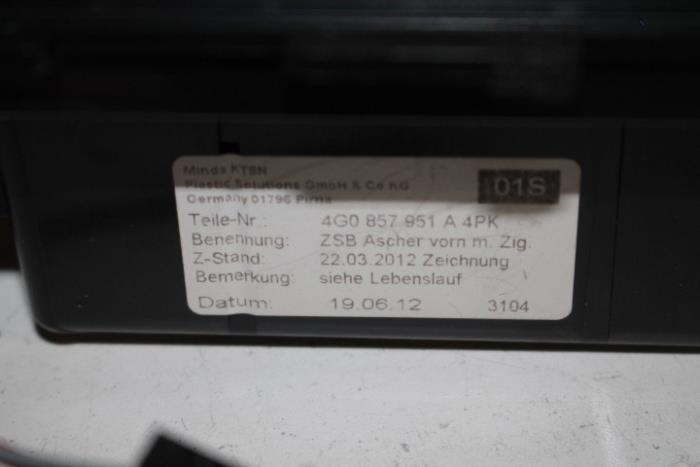 Minda KTSN
Plastic Solutions GmbH & Co KG
Germany 01796 Pirna
01S
Teile-Nr.: 4G0 857 951 A 4PK
Benennung: ZSB Ascher vorn m. Zig.
Z-Stand: 22.03.2012 Zeichnung
Bemerkung: siehe Lebenslauf
Datum: 19.06.12 3104